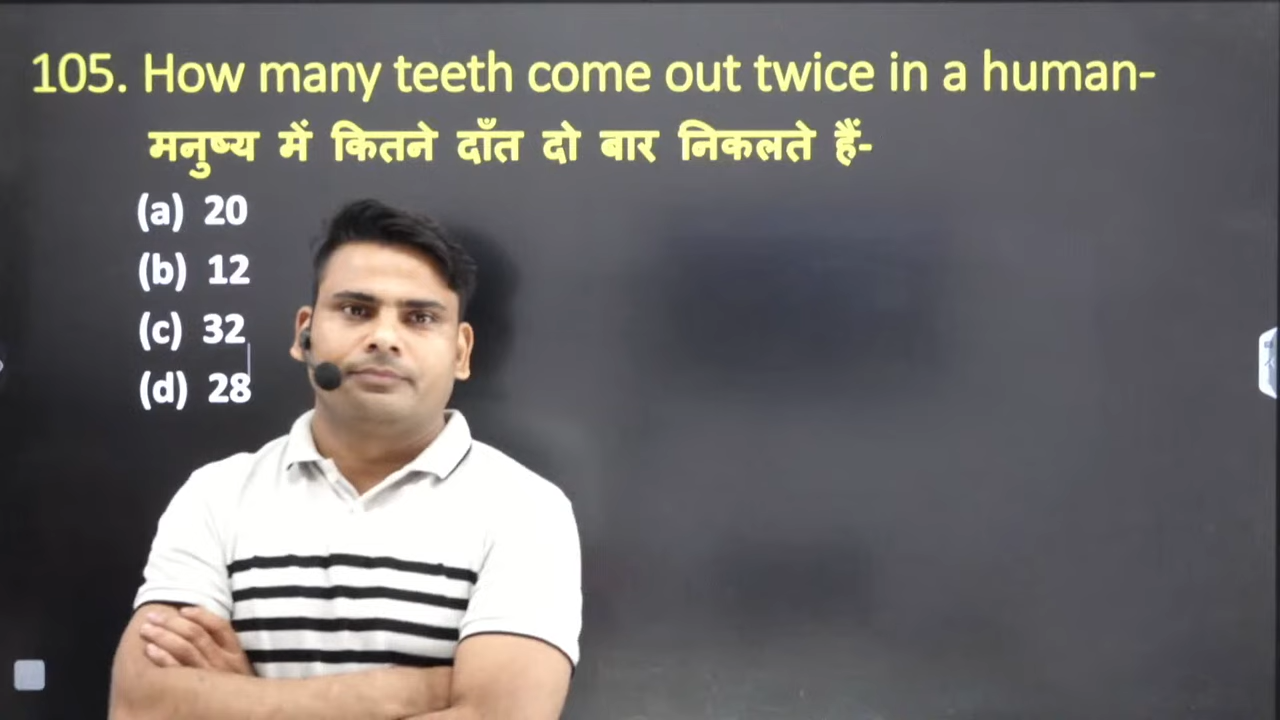 105. How many teeth come out twice in a human-
मनुष्य में कितने दाँत दो बार निकलते हैं-
(a) 20
(b) 12
(c) 32
(d) 28